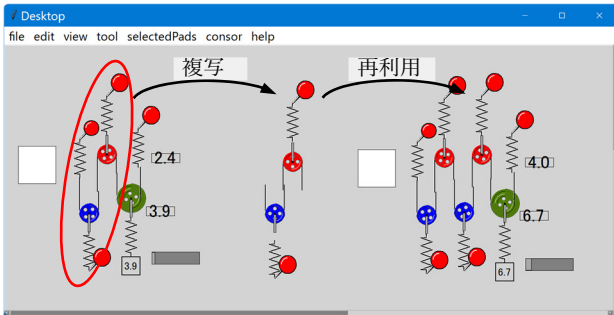 Desktop
file edit view tool selectedPads consor help
複写
再利用
2.4
3.9
3.9
4.0
6.7
6.7